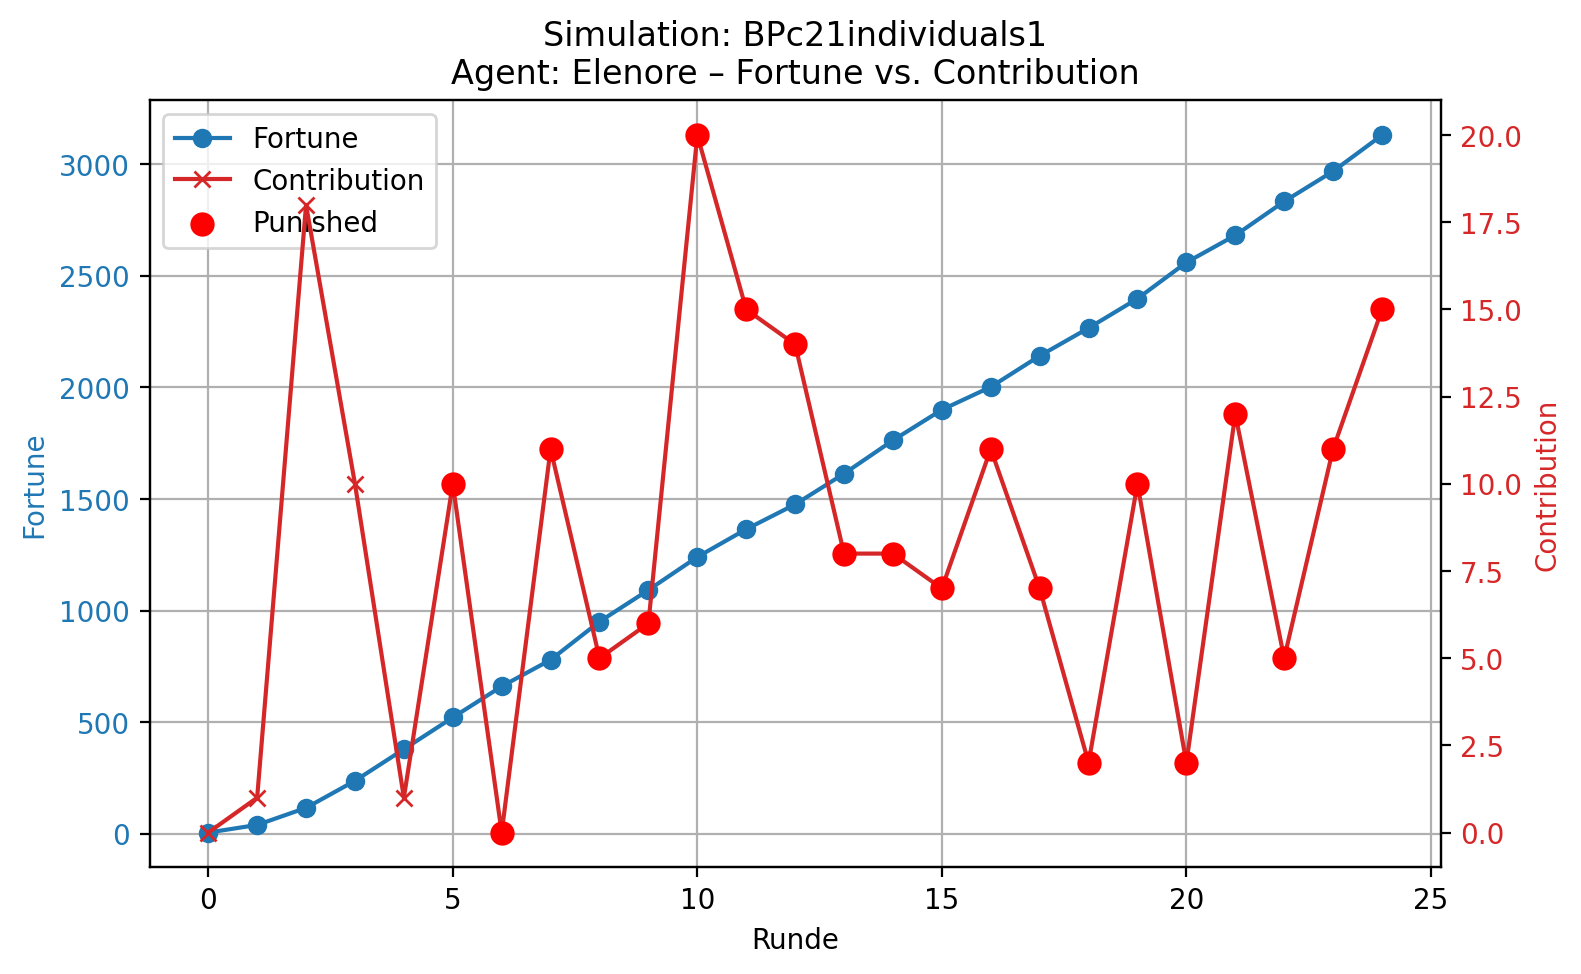 Simulation: BPc21individuals1
Agent: Elenore – Fortune vs. Contribution
Fortune
Contribution
Punished
3000
2500
2000
1500
1000
500
0
Fortune
20.0
17.5
15.0
12.5
10.0
7.5
5.0
2.5
0.0
Contribution
0 5 10 15 20 25
Runde